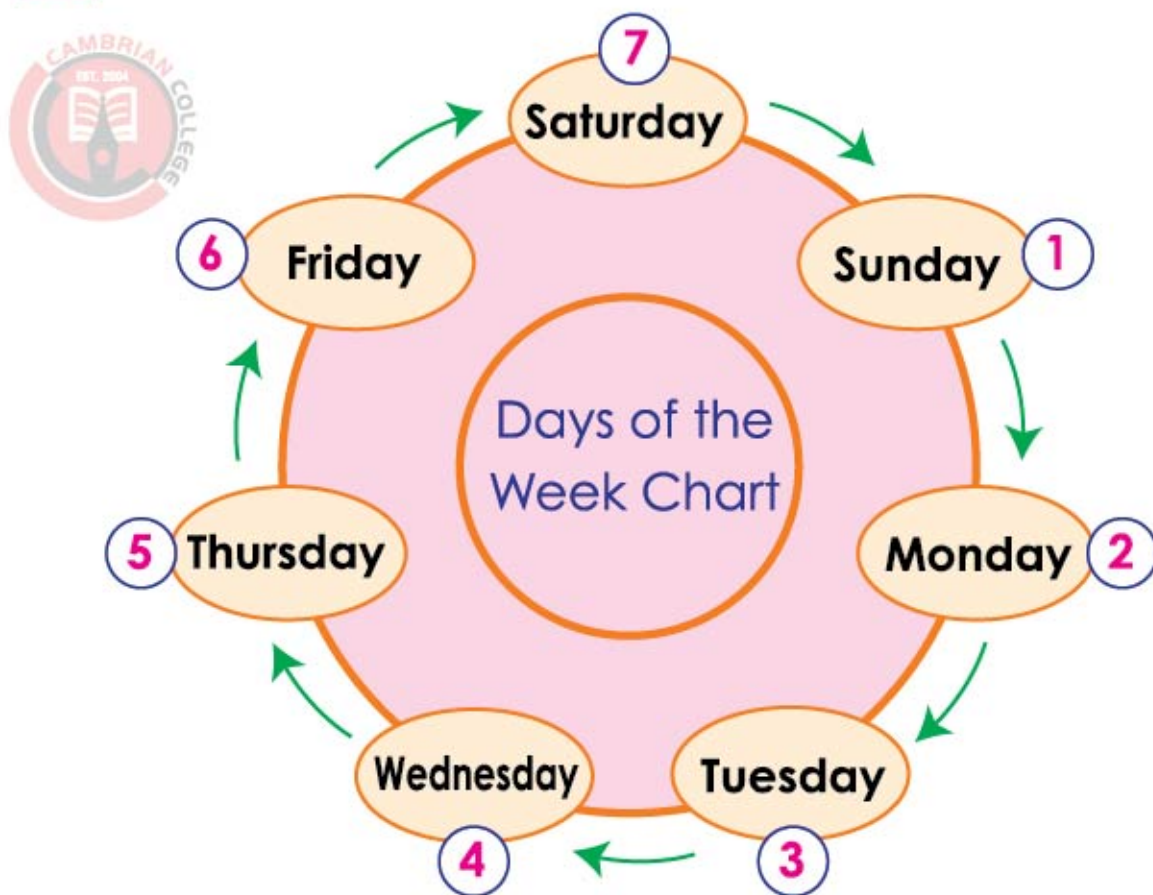 CAMBRIAN COLLEGE
EST. 2004
7
Saturday
6
Friday
Sunday
1
Days of the
Week Chart
5
Thursday
Monday
2
Wednesday
Tuesday
4
3